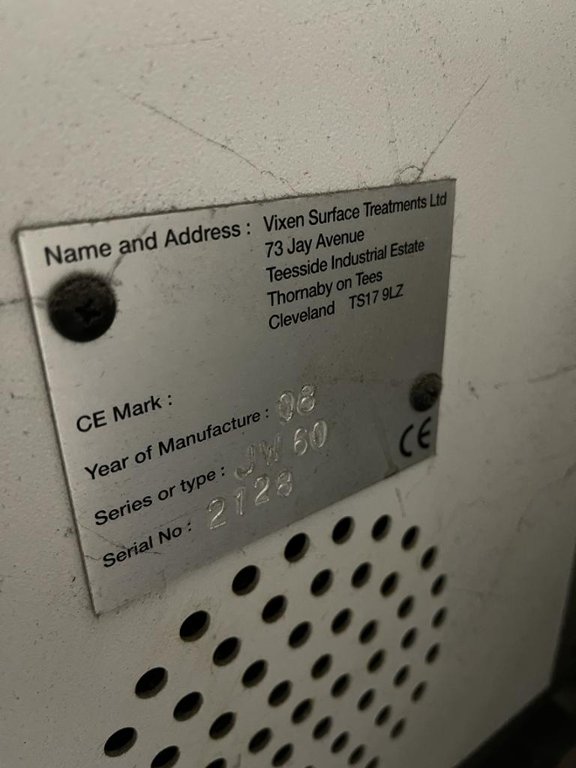 Name and Address : Vixen Surface Treatments Ltd
73 Jay Avenue
Teesside Industrial Estate
Thornaby on Tees
Cleveland TS17 9LZ
CE Mark :
Year of Manufacture : 08
Series or type : JW 60
Serial No : 2128
CE